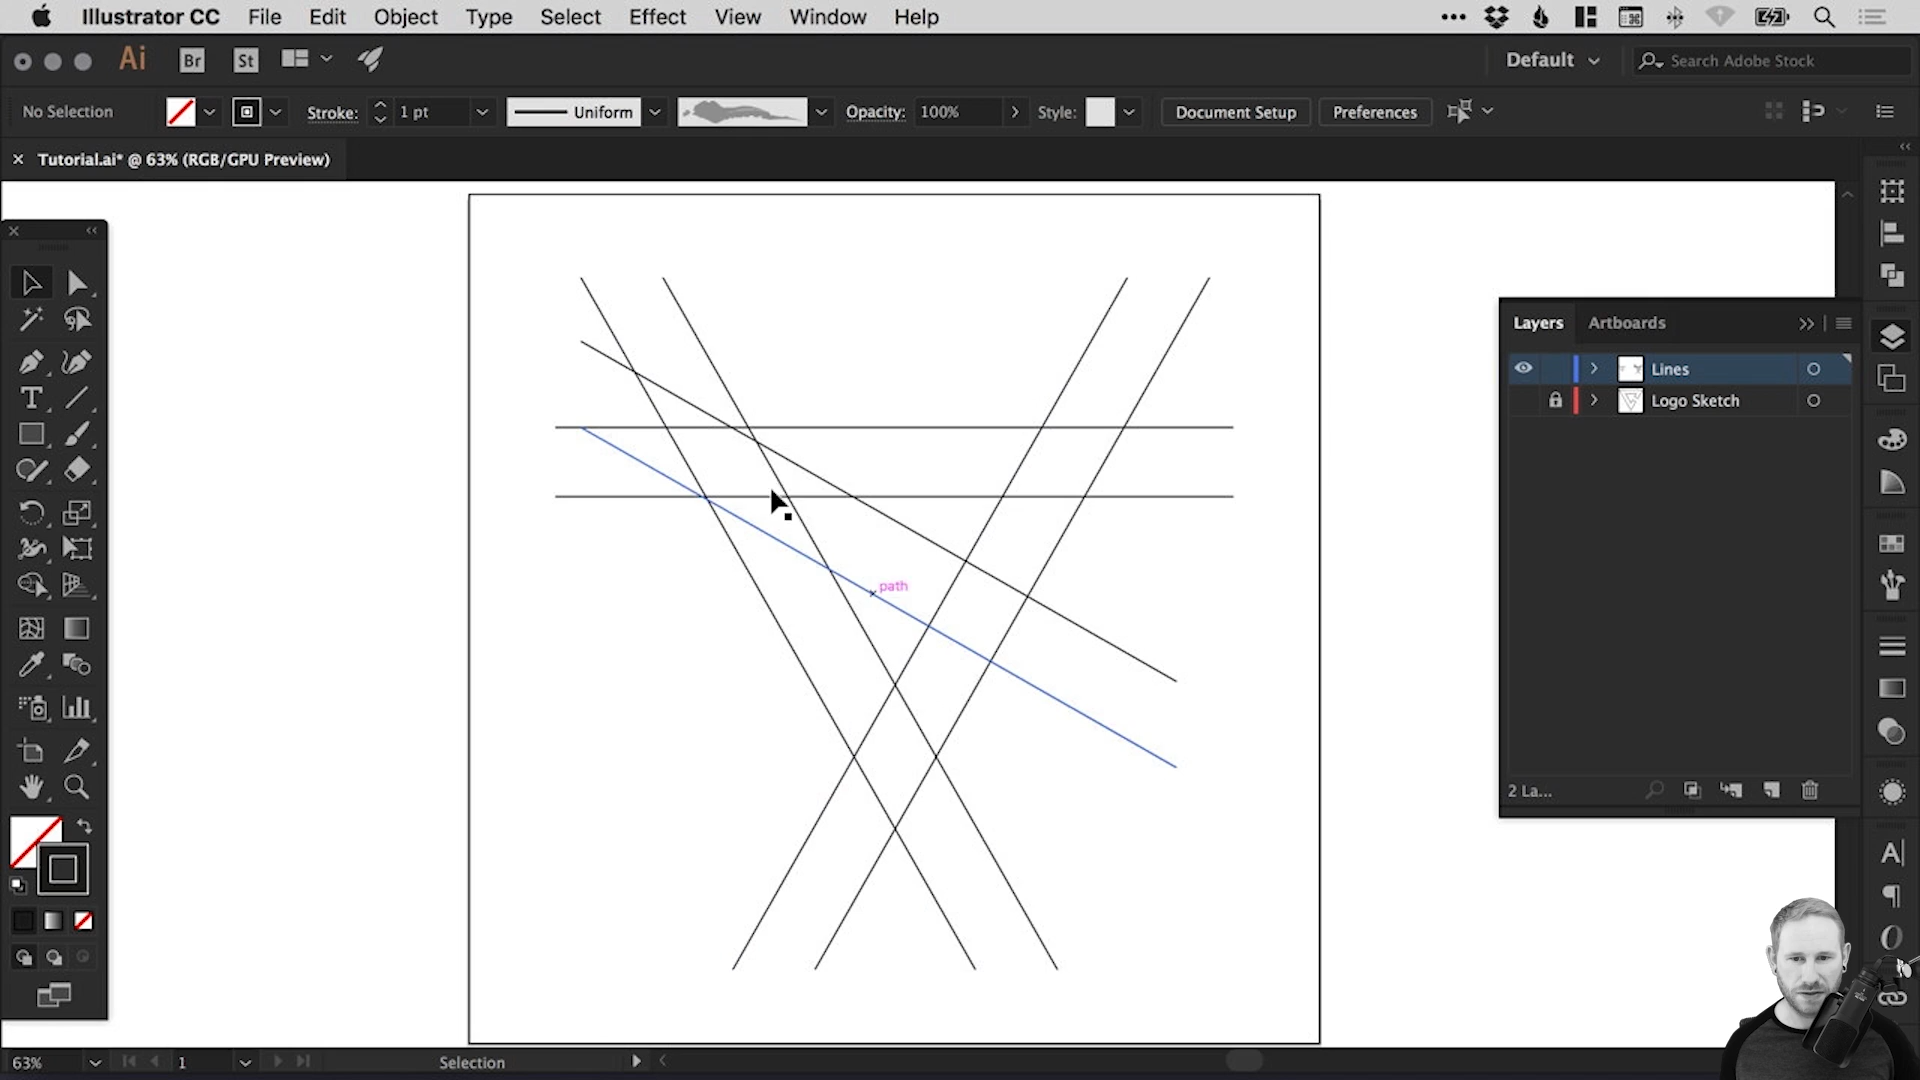 Illustrator CC File Edit Object Type Select Effect View Window Help
Ai Br St Default Search Adobe Stock
No Selection Stroke: 1 pt Uniform Opacity: 100% Style: Document Setup Preferences
Tutorial.ai* @ 63% (RGB/GPU Preview)
Layers Artboards
Lines
Logo Sketch
path
2 La...
63% 1 Selection